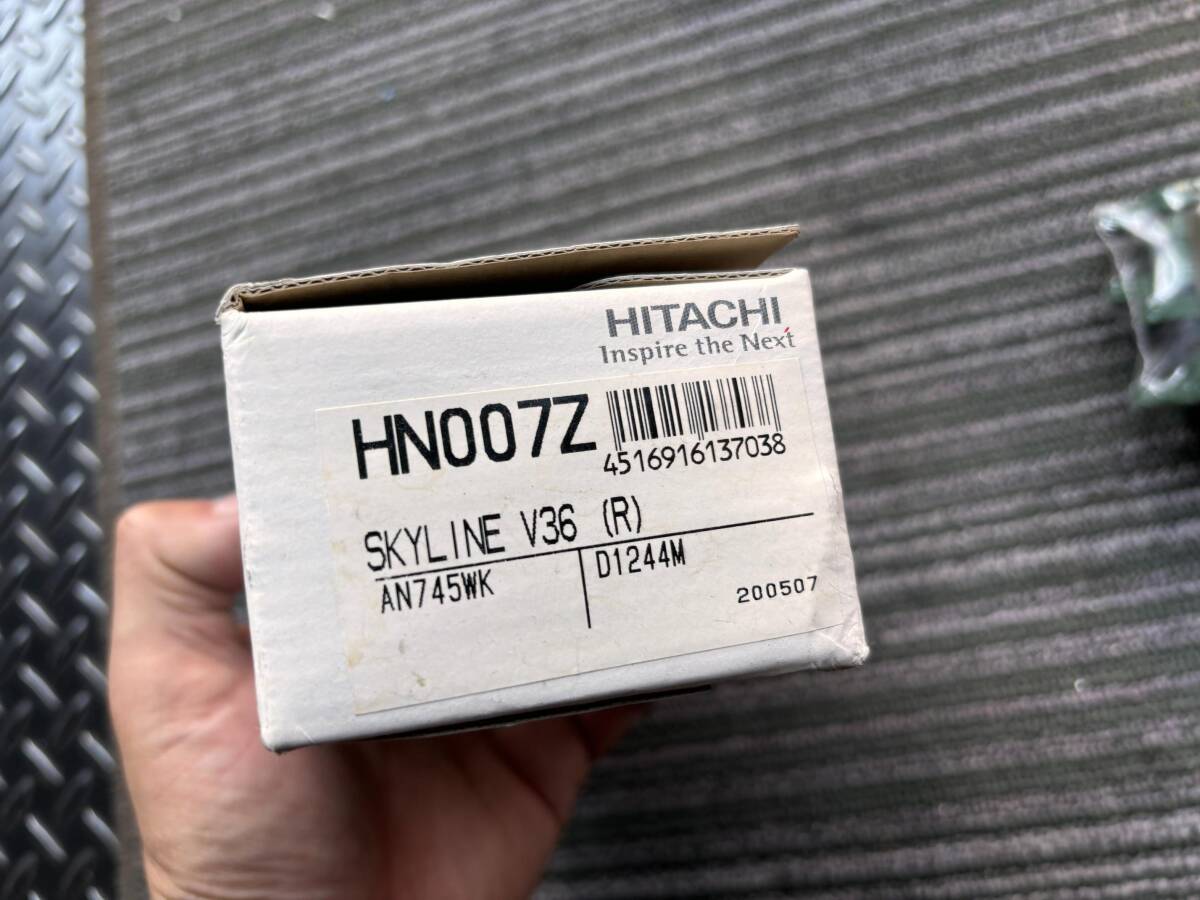 HITACHI
Inspire the Next
HN007Z
4516916137038
SKYLINE V36 (R)
AN745WK
D1244M
200507